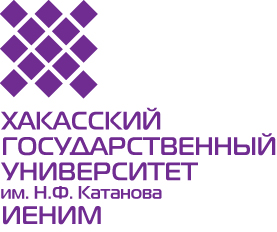 ХАКАССКИЙ
ГОСУДАРСТВЕННЫЙ
УНИВЕРСИТЕТ
им. Н.Ф. Катанова
ИЕНИМ